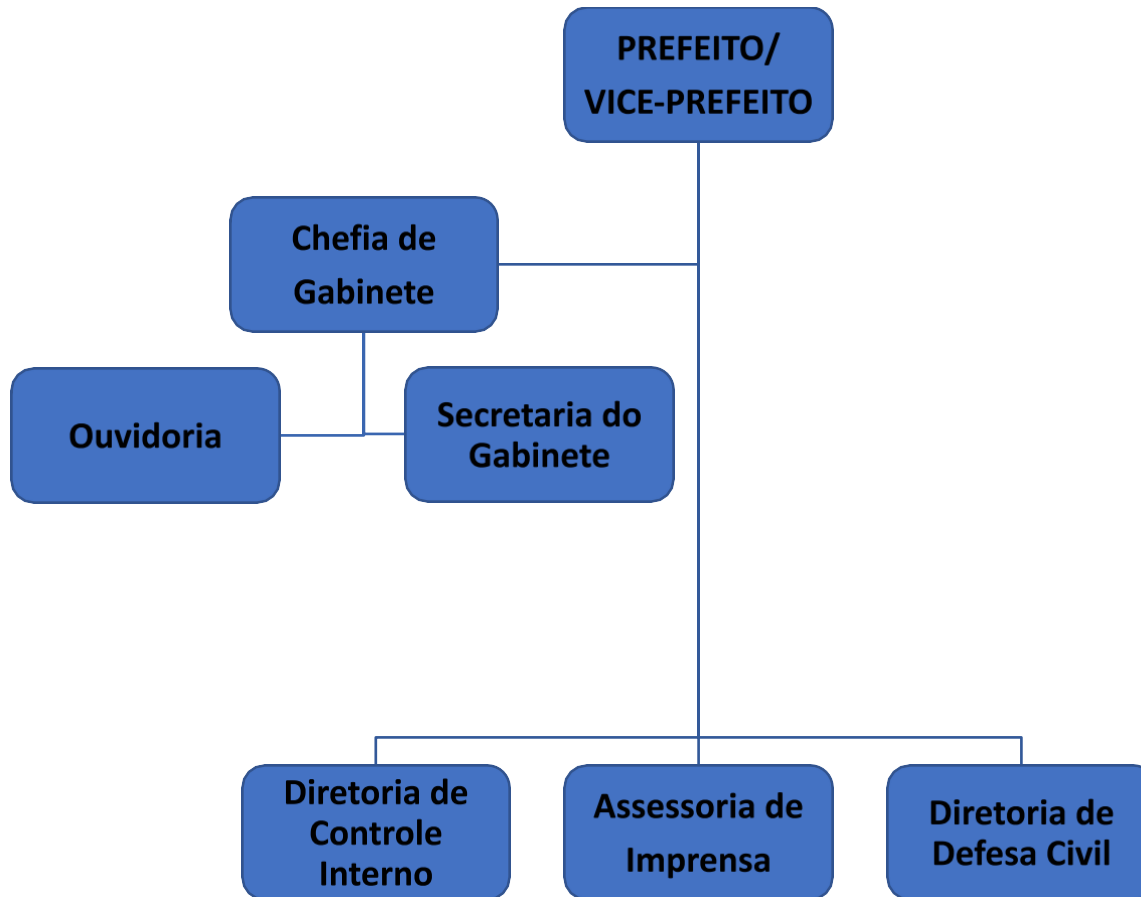 PREFEITO/
VICE-PREFEITO
Chefia de
Gabinete
Ouvidoria
Secretaria do
Gabinete
Diretoria de
Controle
Interno
Assessoria de
Imprensa
Diretoria de
Defesa Civil